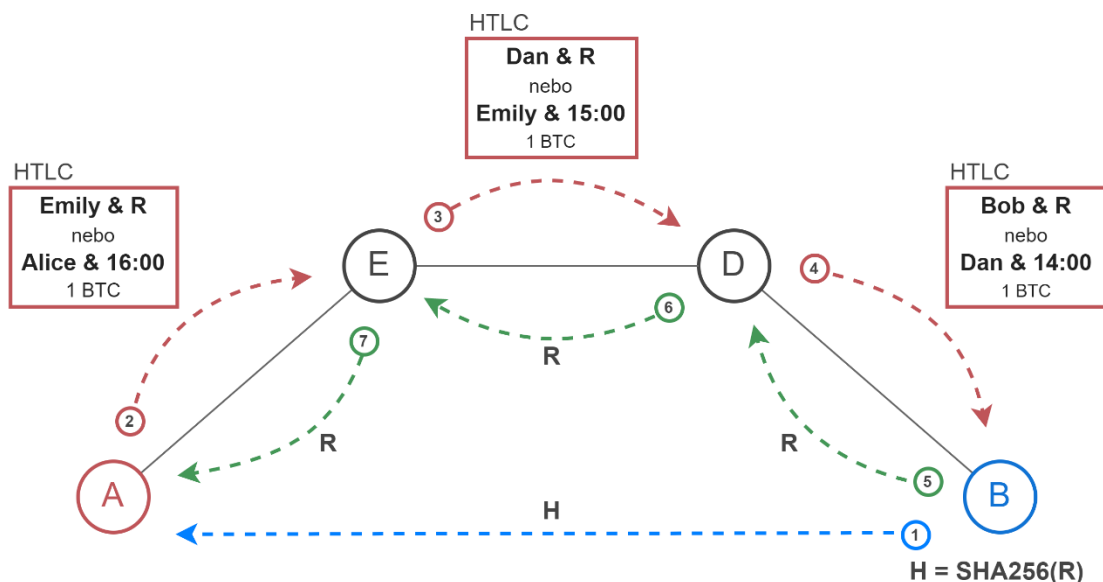 HTLC
Dan & R
nebo
Emily & 15:00
1 BTC
HTLC
Emily & R
nebo
Alice & 16:00
1 BTC
HTLC
Bob & R
nebo
Dan & 14:00
1 BTC
3
E
D
4
6
7
R
2
R
R
A
5
B
H
1
H = SHA256(R)